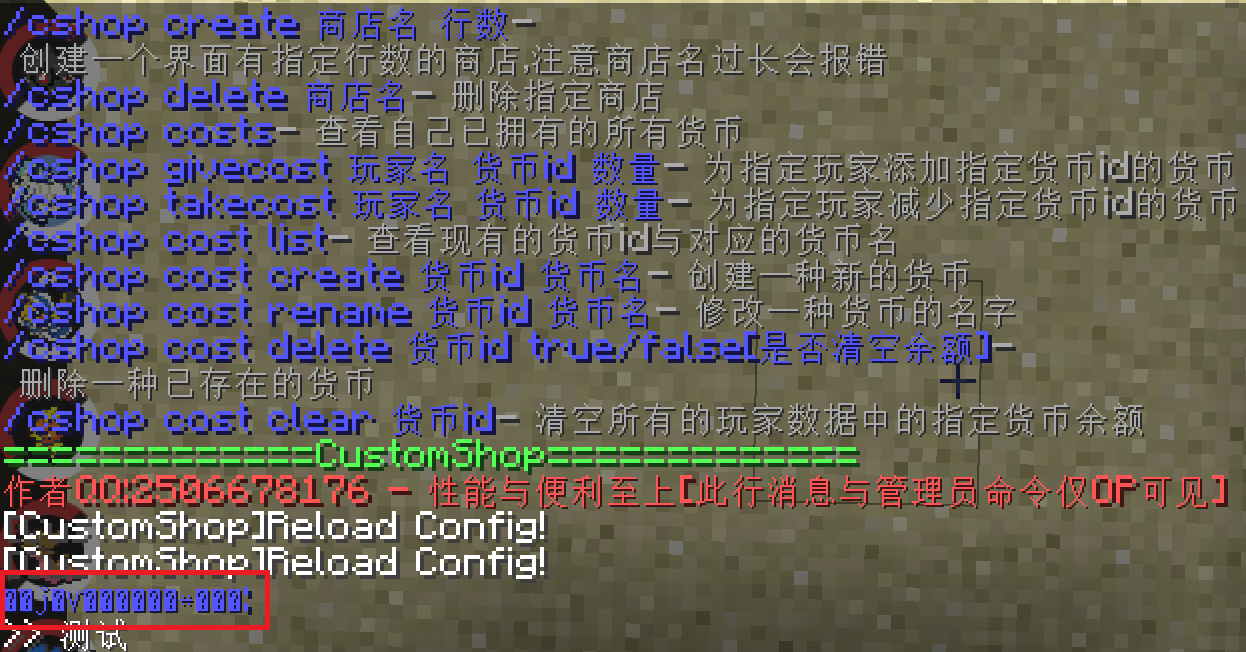 /cshop create 商店名 行数-
创建一个界面有指定行数的商店,注意商店名过长会报错
/cshop delete 商店名- 删除指定商店
/cshop costs- 查看自己已拥有的所有货币
/cshop givecost 玩家名 货币id 数量- 为指定玩家添加指定货币id的货币
/cshop takecost 玩家名 货币id 数量- 为指定玩家减少指定货币id的货币
/cshop cost list- 查看现有的货币id与对应的货币名
/cshop cost create 货币id 货币名- 创建一种新的货币
/cshop cost rename 货币id 货币名- 修改一种货币的名字
/cshop cost delete 货币id true/false[是否清空余额]-
删除一种已存在的货币
/cshop cost clear 货币id- 清空所有的玩家数据中的指定货币余额
=============CustomShop=============
作者QQ:2506678176 - 性能与便利至上[此行消息与管理员命令仅OP可见]
[CustomShop]Reload Config!
[CustomShop]Reload Config!
>> 测试